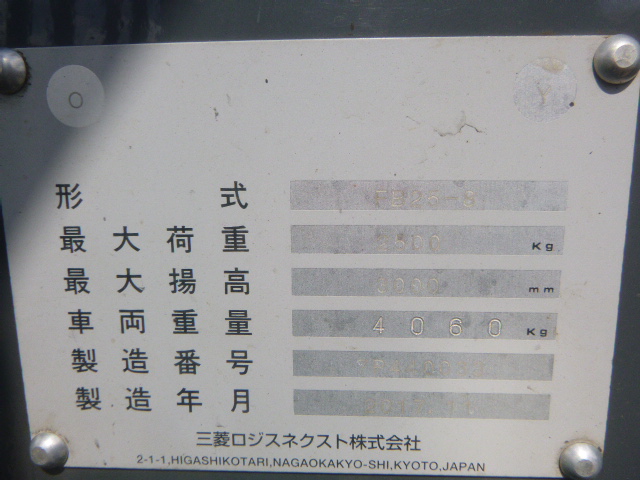 形式
最大荷重 Kg
最大揚高 mm
車両重量 4060 Kg
製造番号
製造年月
三菱ロジスネクスト株式会社
2-1-1,HIGASHIKOTARI,NAGAOKAKYO-SHI,KYOTO,JAPAN